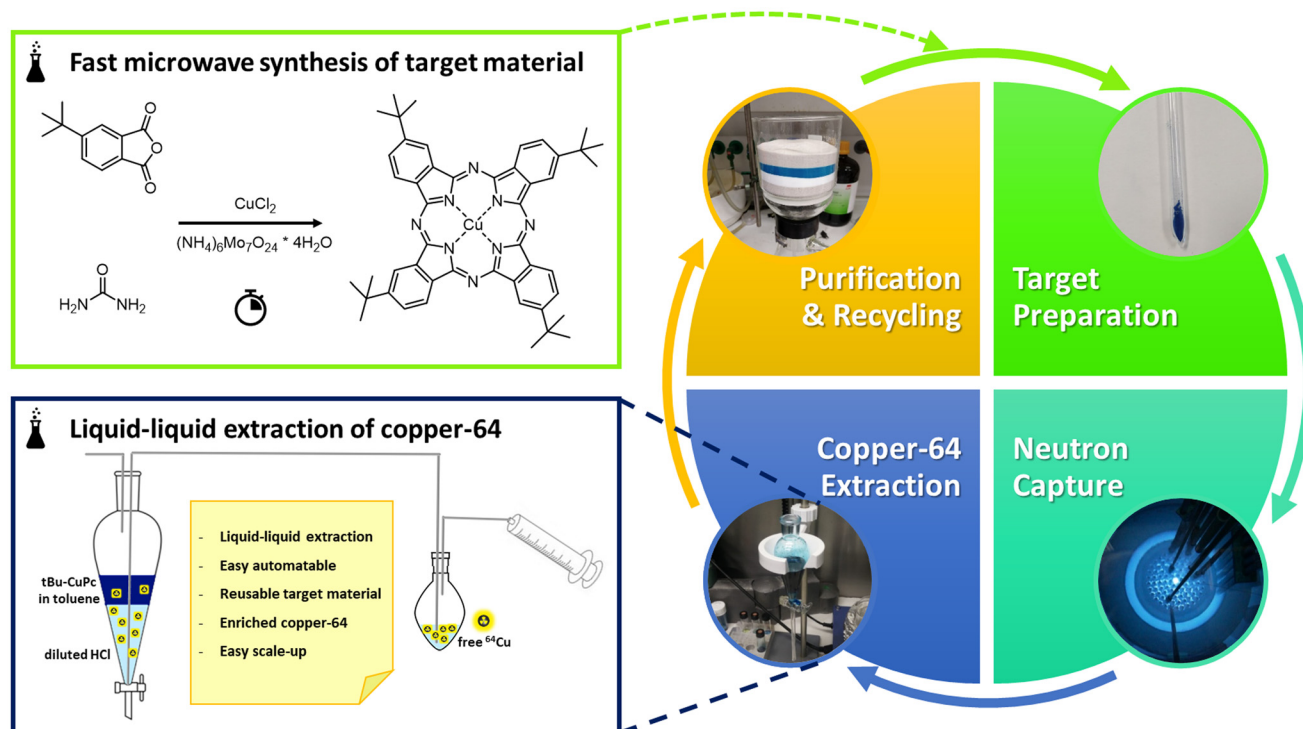 Fast microwave synthesis of target material
O
O
O
CuCl₂
(NH₄)₆Mo₇O₂₄ * 4H₂O
O
H₂N NH₂
N
N N
N Cu N
N N
N
Liquid-liquid extraction of copper-64
tBu-CuPc
in toluene
diluted HCl
- Liquid-liquid extraction
- Easy automatable
- Reusable target material
- Enriched copper-64
- Easy scale-up
free ⁶⁴Cu
Purification
& Recycling
Target
Preparation
Copper-64
Extraction
Neutron
Capture